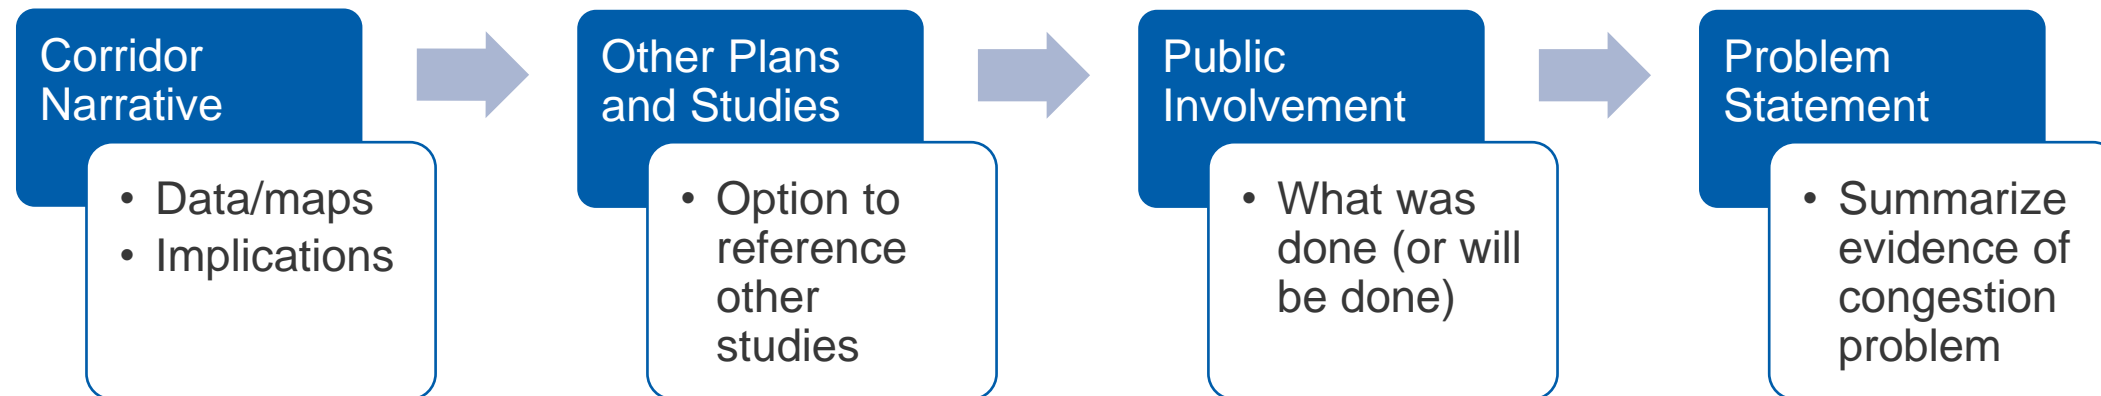 Corridor
Narrative
• Data/maps
• Implications
Other Plans
and Studies
• Option to
reference
other
studies
Public
Involvement
• What was
done (or will
be done)
Problem
Statement
• Summarize
evidence of
congestion
problem